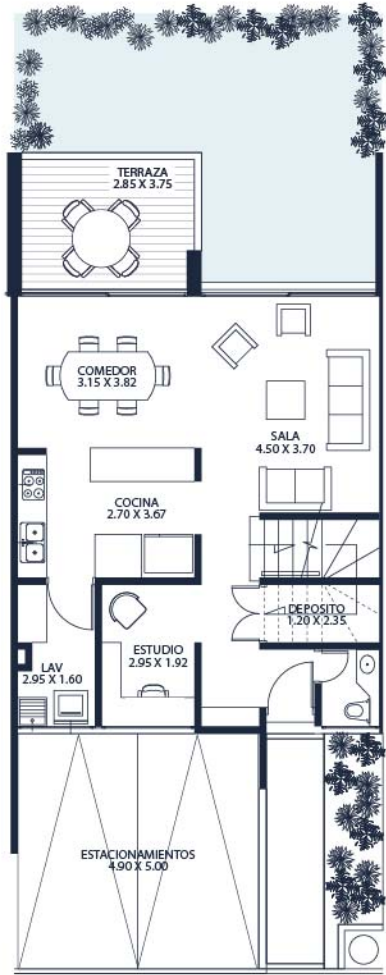 TERRAZA
2.85 X 3.75
COMEDOR
3.15 X 3.82
SALA
4.50 X 3.70
COCINA
2.70 X 3.67
DEPOSITO
1.20 X 2.35
ESTUDIO
2.95 X 1.92
LAV
2.95 X 1.60
ESTACIONAMIENTOS
4.90 X 5.00